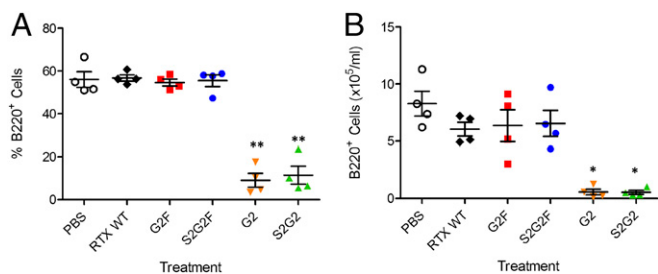 A
% B220+ Cells
80
60
40
20
0
**
**
PBS
RTX WT
G2F
S2G2F
G2
S2G2
Treatment
B
B220+ Cells (x10⁵/ml)
15
10
5
0
*
*
PBS
RTX WT
G2F
S2G2F
G2
S2G2
Treatment